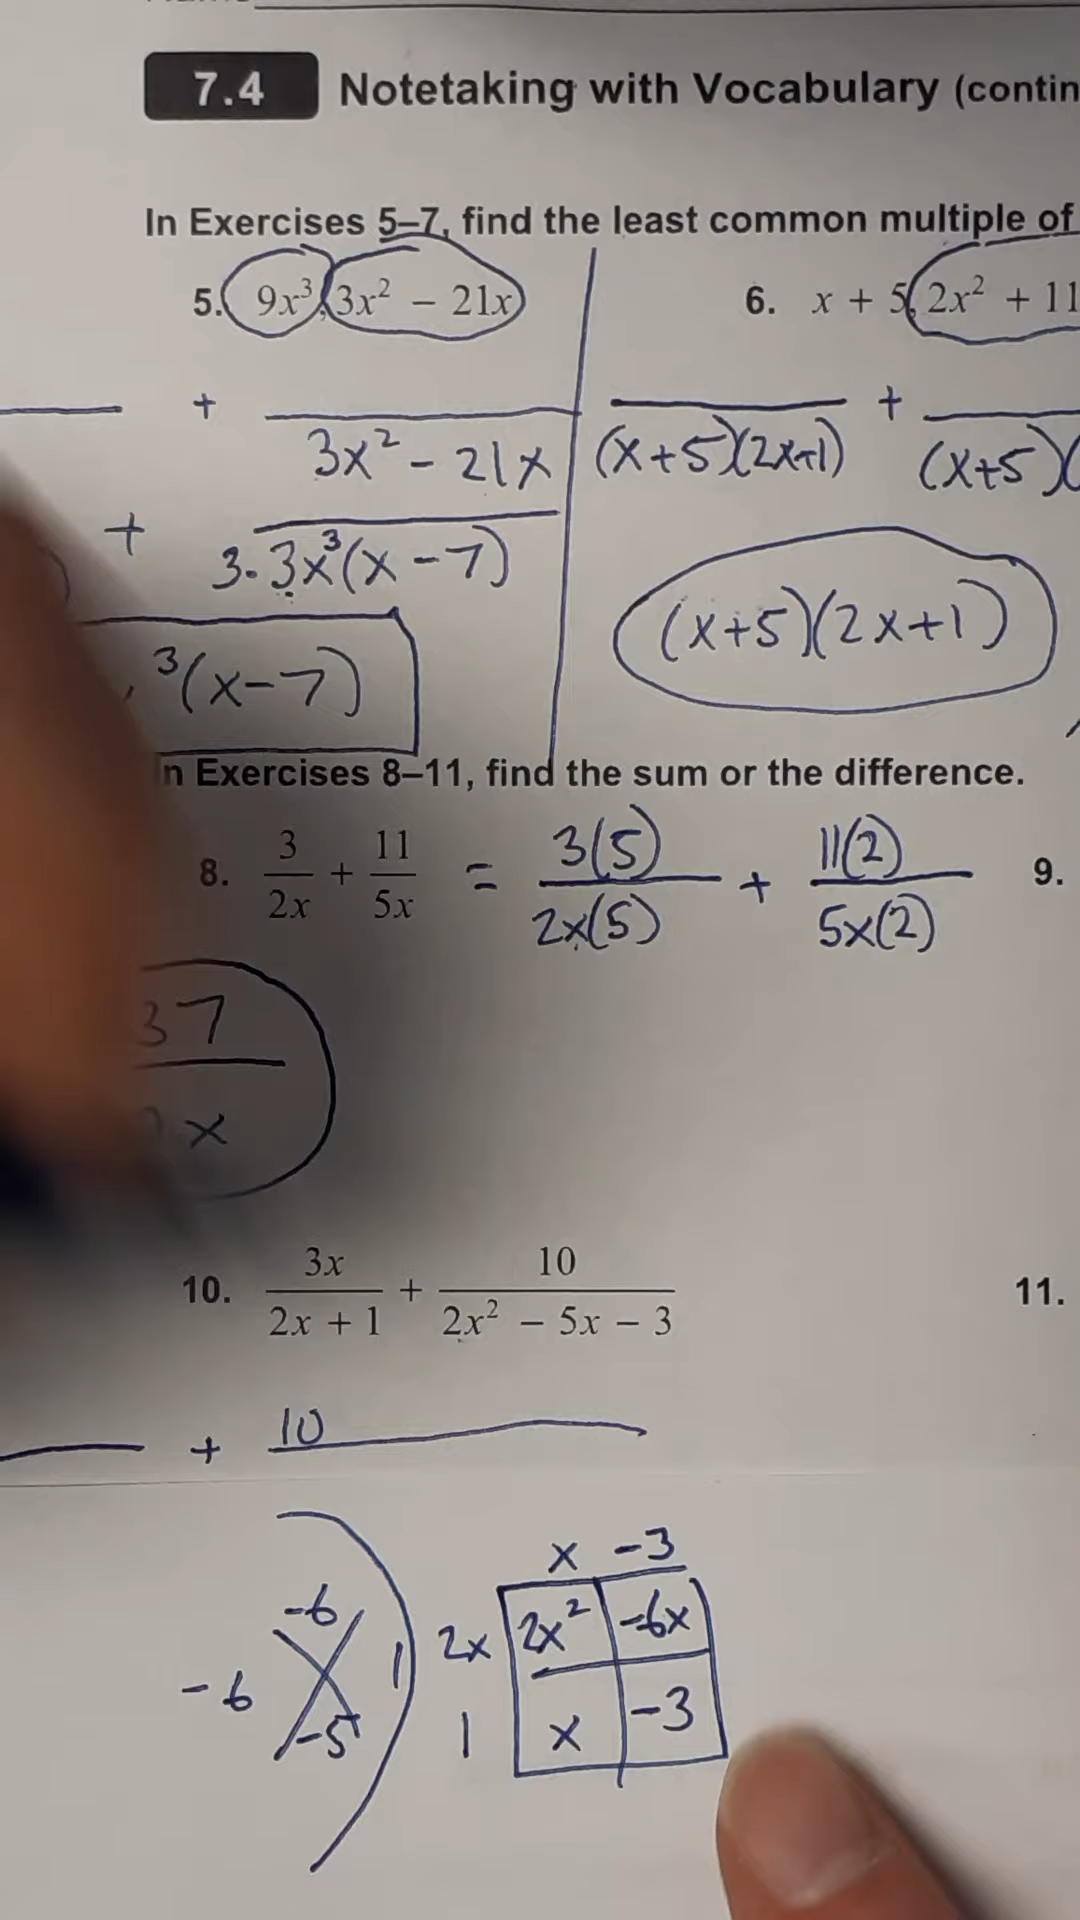 7.4 Notetaking with Vocabulary (contin
In Exercises 5–7, find the least common multiple of
5. 9x³, 3x² − 21x
6. x + 5, 2x² + 11
+ 3x² - 21x
(x+5)(2x+1) + (x+5)(
+ 3·3x³(x-7)
³(x-7)
(x+5)(2x+1)
n Exercises 8–11, find the sum or the difference.
8. 3/2x + 11/5x = 3(5)/2x(5) + 11(2)/5x(2)
9.
37
x
10. 3x/2x + 1 + 10/2x² − 5x − 3
11.
+ 10
x -3
-6
2x 2x² -6x
-6 1
-5
1 x -3